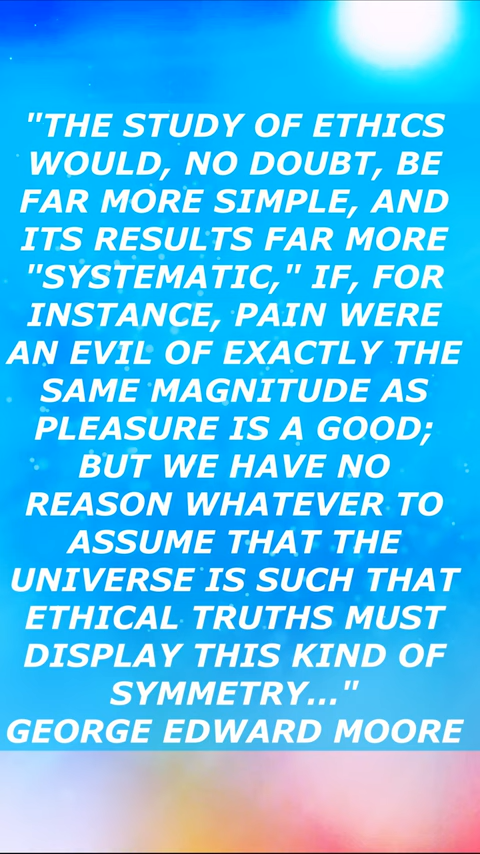 "THE STUDY OF ETHICS
WOULD, NO DOUBT, BE
FAR MORE SIMPLE, AND
ITS RESULTS FAR MORE
"SYSTEMATIC," IF, FOR
INSTANCE, PAIN WERE
AN EVIL OF EXACTLY THE
SAME MAGNITUDE AS
PLEASURE IS A GOOD;
BUT WE HAVE NO
REASON WHATEVER TO
ASSUME THAT THE
UNIVERSE IS SUCH THAT
ETHICAL TRUTHS MUST
DISPLAY THIS KIND OF
SYMMETRY..."
GEORGE EDWARD MOORE